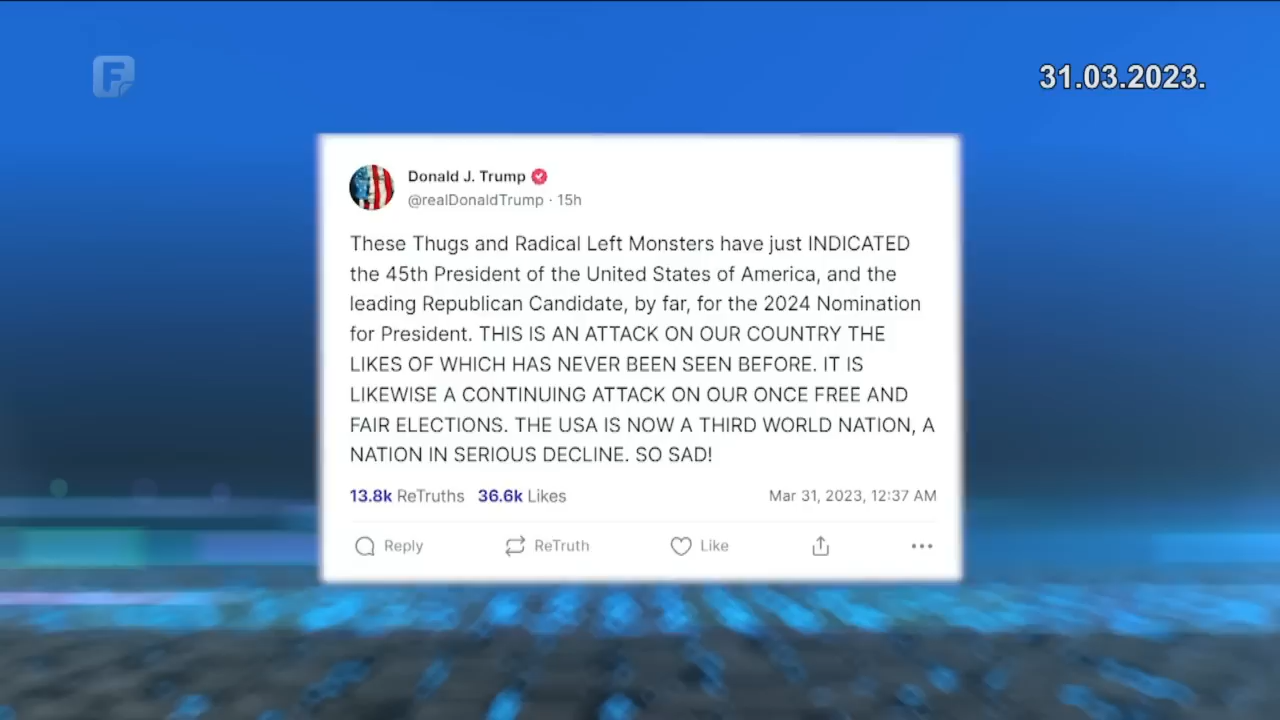 F
31.03.2023.
Donald J. Trump
@realDonaldTrump · 15h
These Thugs and Radical Left Monsters have just INDICATED
the 45th President of the United States of America, and the
leading Republican Candidate, by far, for the 2024 Nomination
for President. THIS IS AN ATTACK ON OUR COUNTRY THE
LIKES OF WHICH HAS NEVER BEEN SEEN BEFORE. IT IS
LIKEWISE A CONTINUING ATTACK ON OUR ONCE FREE AND
FAIR ELECTIONS. THE USA IS NOW A THIRD WORLD NATION, A
NATION IN SERIOUS DECLINE. SO SAD!
13.8k ReTruths 36.6k Likes Mar 31, 2023, 12:37 AM
Reply ReTruth Like